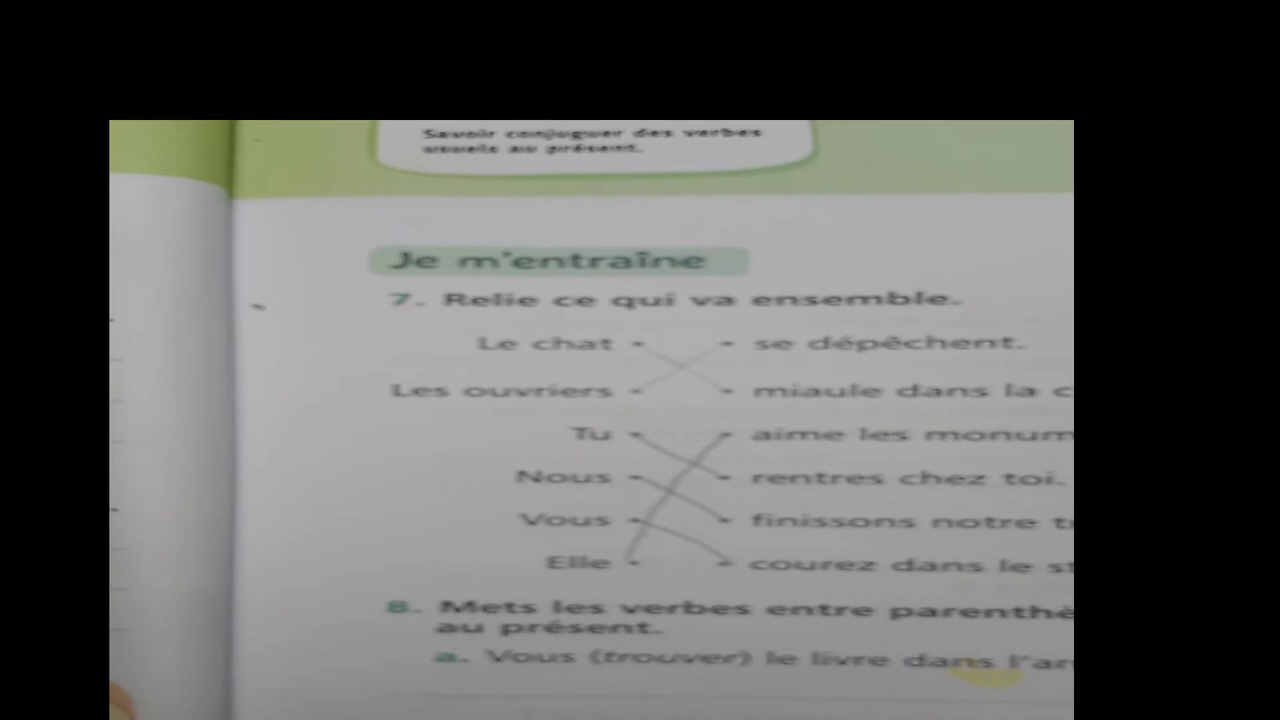 Savoir conjuguer des verbes
usuels au présent.
Je m'entraîne
7. Relie ce qui va ensemble.
Le chat - - se dépêchent.
Les ouvriers - - miaule dans la
Tu - - aime les
Nous - - rentres chez toi.
Vous - - finissons notre
Elle - - courez dans le
8. Mets les verbes entre
au présent.
a. Vous (trouver) le livre dans